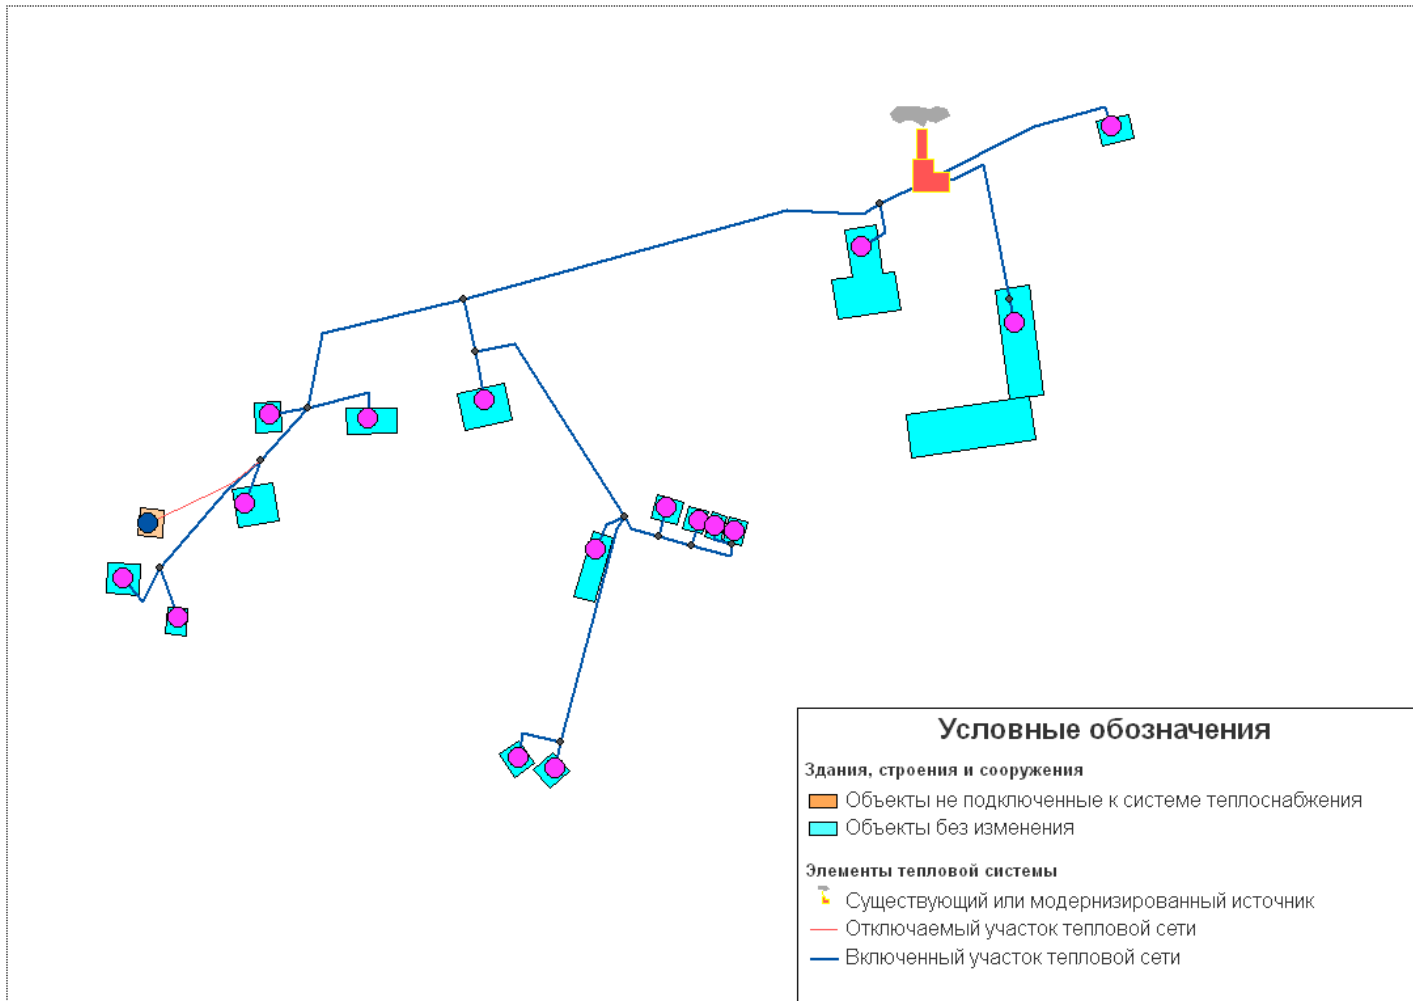 Условные обозначения
Здания, строения и сооружения
Объекты не подключенные к системе теплоснабжения
Объекты без изменения
Элементы тепловой системы
Существующий или модернизированный источник
Отключаемый участок тепловой сети
Включенный участок тепловой сети